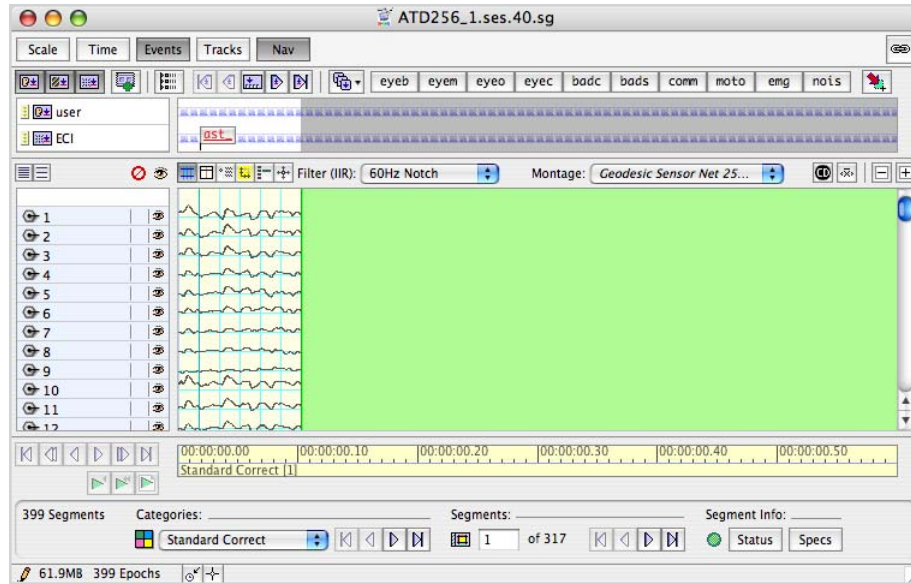 ATD256_1.ses.40.sg
Scale Time Events Tracks Nav
eyeb eyem eyeo eyec badc bads comm moto emg nois
user
ECI ast_
Filter (IIR): 60Hz Notch Montage: Geodesic Sensor Net 25...
1
2
3
4
5
6
7
8
9
10
11
12
00:00:00.00 00:00:00.10 00:00:00.20 00:00:00.30 00:00:00.40 00:00:00.50
Standard Correct [1]
399 Segments Categories: Segments: Segment Info:
Standard Correct 1 of 317 Status Specs
61.9MB 399 Epochs